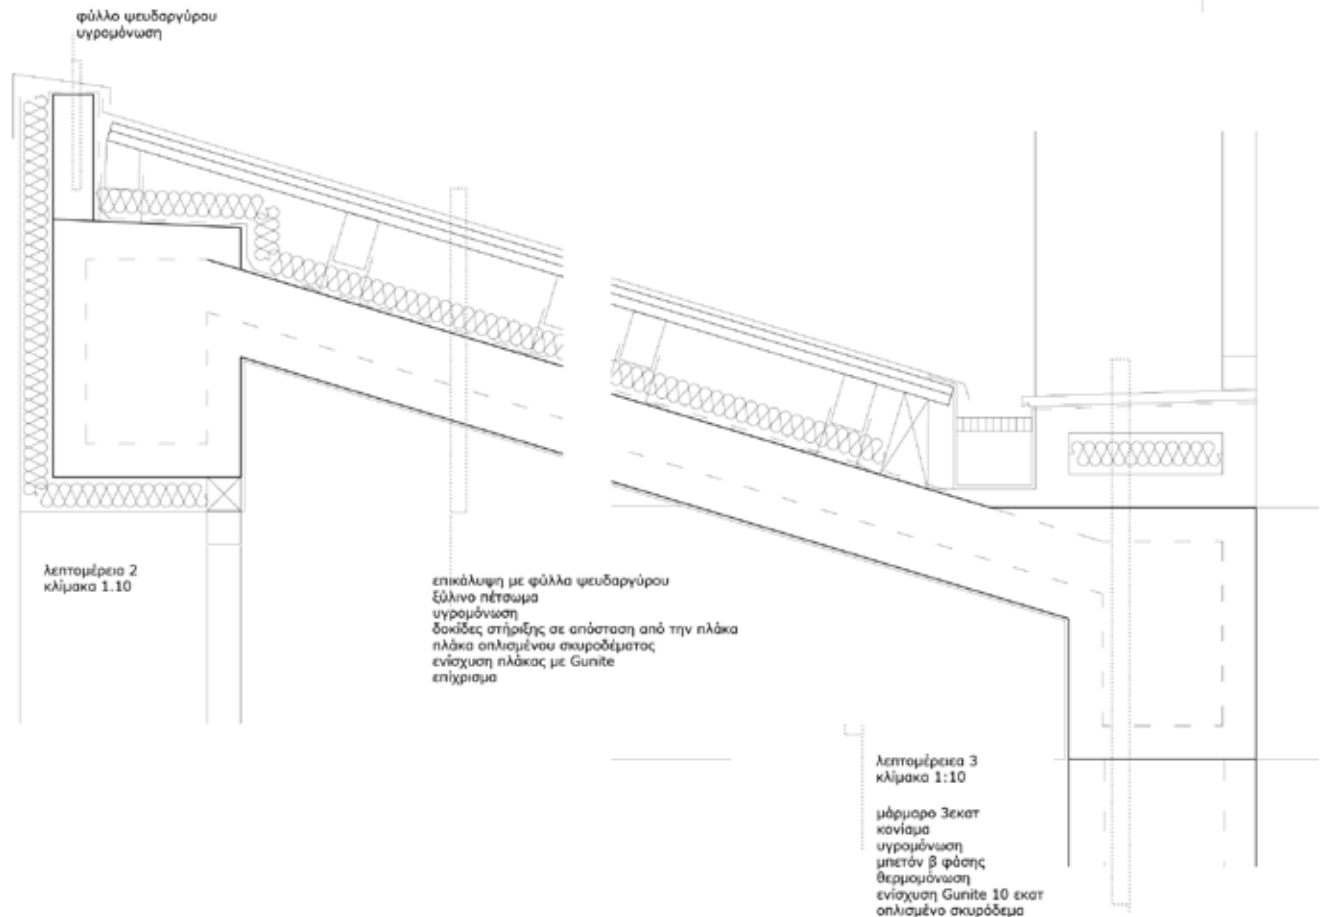 φύλλο ψευδαργύρου
υγρομόνωση
λεπτομέρεια 2
κλίμακα 1.10
επικάλυψη με φύλλα ψευδαργύρου
ξύλινο πέτσωμα
υγρομόνωση
δοκίδες στήριξης σε απόσταση από την πλάκα
πλάκα οπλισμένου σκυροδέματος
ενίσχυση πλάκας με Gunite
επίχρισμα
λεπτομέρειεα 3
κλίμακα 1:10
μάρμαρο 3εκατ
κονίαμα
υγρομόνωση
μπετόν β φάσης
θερμομόνωση
ενίσχυση Gunite 10 εκατ
οπλισμένο σκυρόδεμα